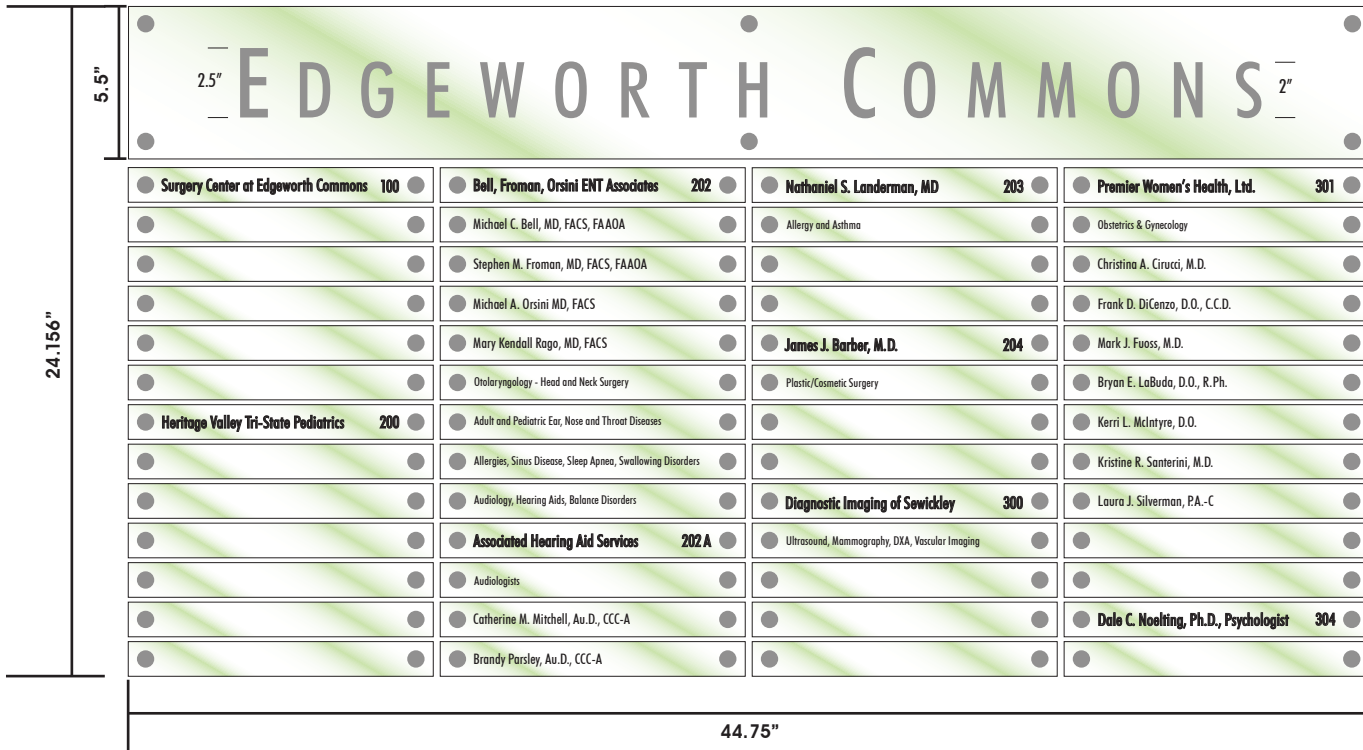 5.5"
2.5"
EDGEWORTH COMMONS
2"
24.156"
Surgery Center at Edgeworth Commons 100
Heritage Valley Tri-State Pediatrics 200
Bell, Froman, Orsini ENT Associates 202
Michael C. Bell, MD, FACS, FAAOA
Stephen M. Froman, MD, FACS, FAAOA
Michael A. Orsini MD, FACS
Mary Kendall Rago, MD, FACS
Otolaryngology - Head and Neck Surgery
Adult and Pediatric Ear, Nose and Throat Diseases
Allergies, Sinus Disease, Sleep Apnea, Swallowing Disorders
Audiology, Hearing Aids, Balance Disorders
Associated Hearing Aid Services 202 A
Audiologists
Catherine M. Mitchell, Au.D., CCC-A
Brandy Parsley, Au.D., CCC-A
Nathaniel S. Landerman, MD 203
Allergy and Asthma
James J. Barber, M.D. 204
Plastic/Cosmetic Surgery
Diagnostic Imaging of Sewickley 300
Ultrasound, Mammography, DXA, Vascular Imaging
Premier Women's Health, Ltd. 301
Obstetrics & Gynecology
Christina A. Cirucci, M.D.
Frank D. DiCenzo, D.O., C.C.D.
Mark J. Fuoss, M.D.
Bryan E. LaBuda, D.O., R.Ph.
Kerri L. McIntyre, D.O.
Kristine R. Santerini, M.D.
Laura J. Silverman, P.A.-C
Dale C. Noelting, Ph.D., Psychologist 304
44.75"